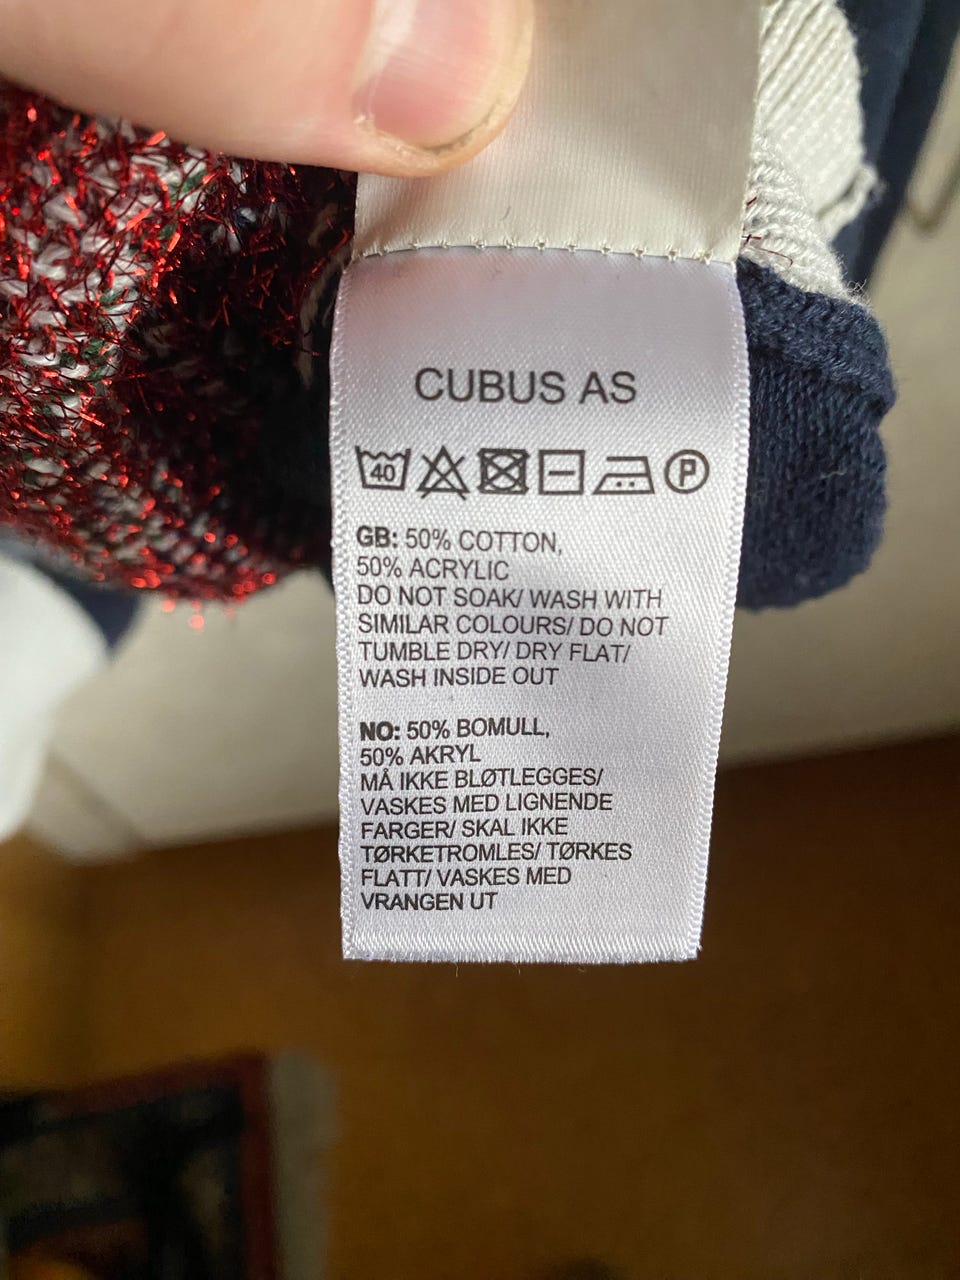 CUBUS AS
40 P
GB: 50% COTTON,
50% ACRYLIC
DO NOT SOAK/ WASH WITH
SIMILAR COLOURS/ DO NOT
TUMBLE DRY/ DRY FLAT/
WASH INSIDE OUT
NO: 50% BOMULL,
50% AKRYL
MÅ IKKE BLØTLEGGES/
VASKES MED LIGNENDE
FARGER/ SKAL IKKE
TØRKETROMLES/ TØRKES
FLATT/ VASKES MED
VRANGEN UT